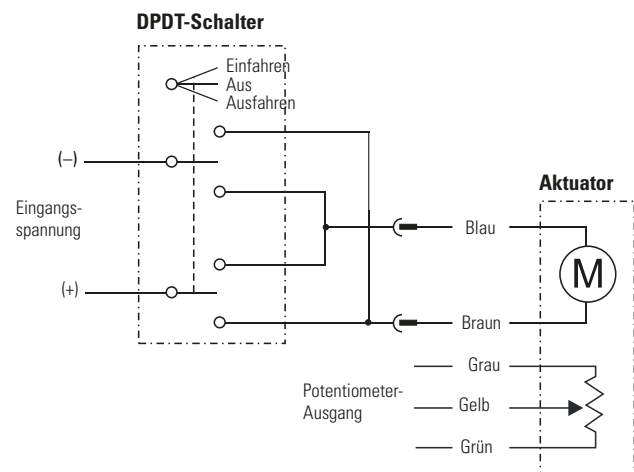 DPDT-Schalter
Einfahren
Aus
Ausfahren
(–)
Eingangs-
spannung
(+)
Aktuator
Blau
M
Braun
Grau
Potentiometer-
Ausgang
Gelb
Grün